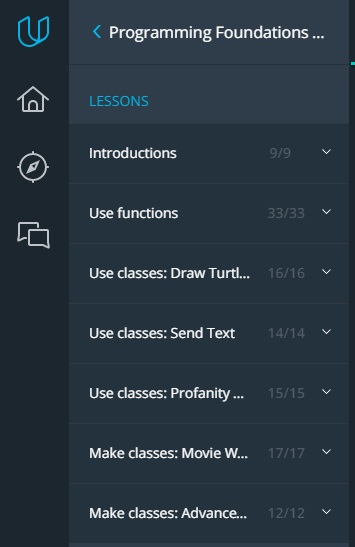 Programming Foundations ...
LESSONS
Introductions 9/9
Use functions 33/33
Use classes: Draw Turtl... 16/16
Use classes: Send Text 14/14
Use classes: Profanity ... 15/15
Make classes: Movie W... 17/17
Make classes: Advance... 12/12